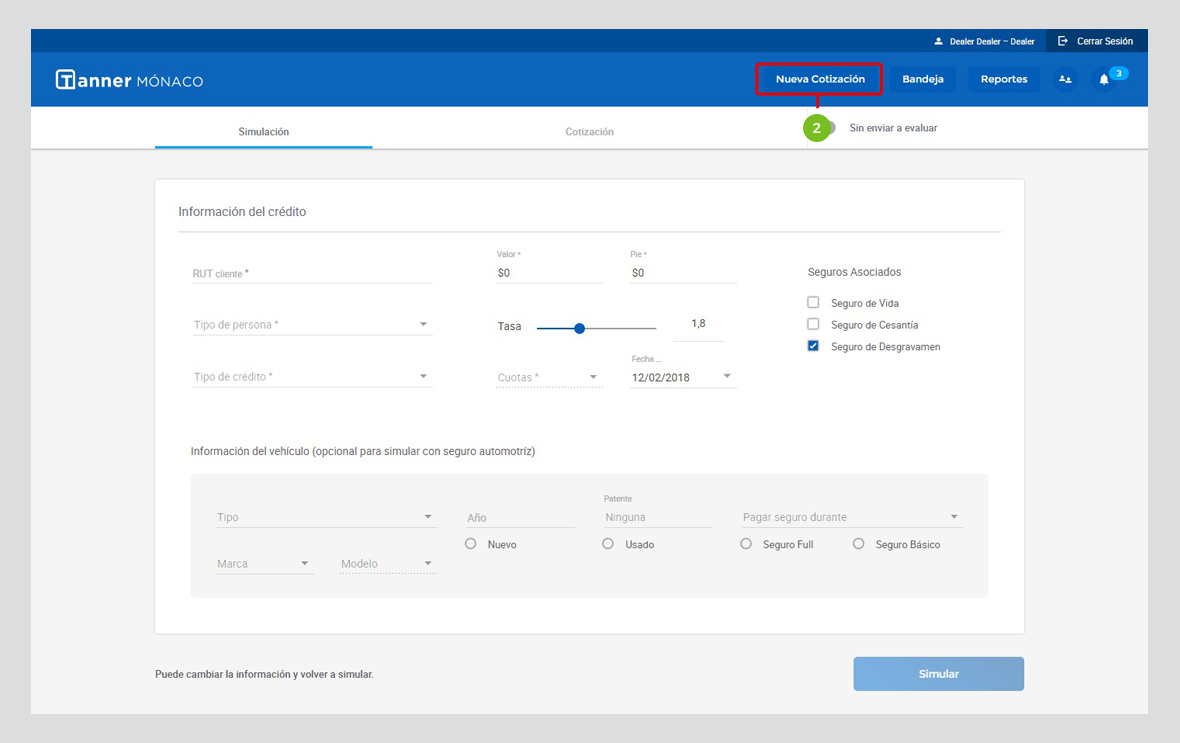 Dealer Dealer – Dealer
Cerrar Sesión
Tanner MÓNACO
Nueva Cotización
Bandeja
Reportes
3
Simulación
Cotización
2
Sin enviar a evaluar
Información del crédito
RUT cliente *
Valor *
$0
Pie *
$0
Seguros Asociados
Seguro de Vida
Seguro de Cesantía
Seguro de Desgravamen
Tipo de persona *
Tasa
1,8
Tipo de crédito *
Cuotas *
Fecha ...
12/02/2018
Información del vehículo (opcional para simular con seguro automotríz)
Tipo
Año
Patente
Ninguna
Pagar seguro durante
Nuevo
Usado
Seguro Full
Seguro Básico
Marca
Modelo
Puede cambiar la información y volver a simular.
Simular